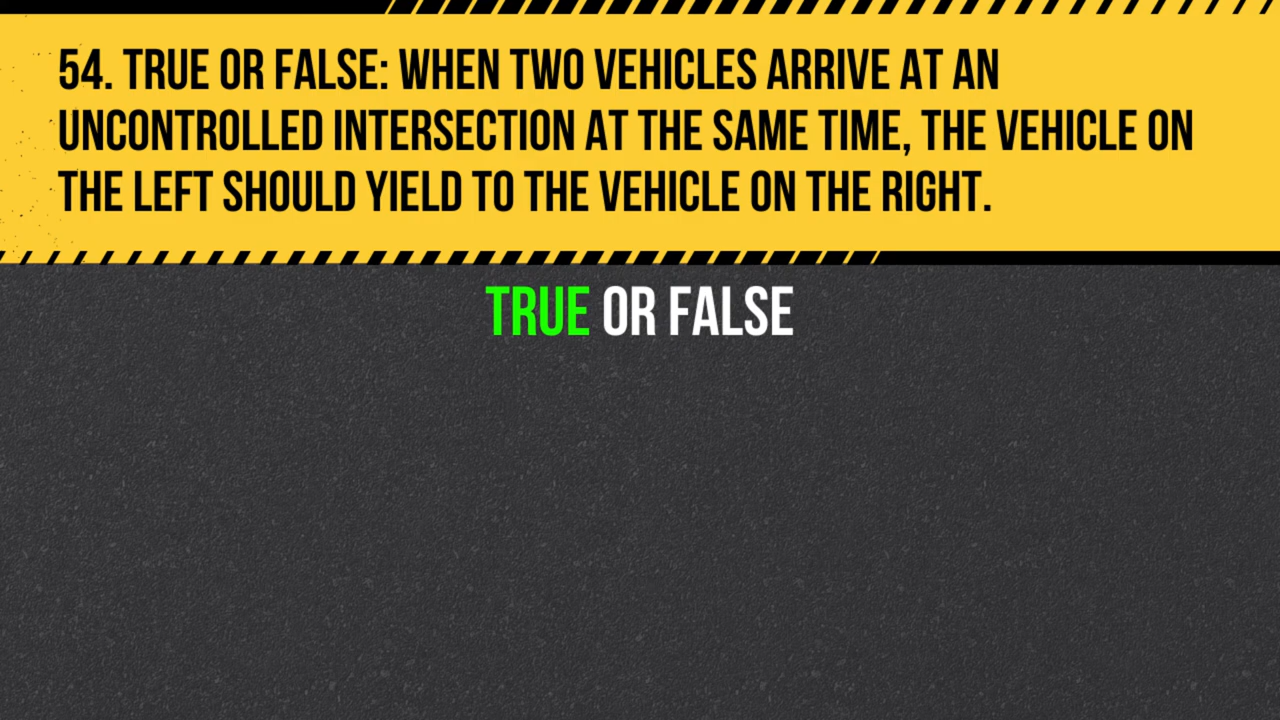 54. TRUE OR FALSE: WHEN TWO VEHICLES ARRIVE AT AN
UNCONTROLLED INTERSECTION AT THE SAME TIME, THE VEHICLE ON
THE LEFT SHOULD YIELD TO THE VEHICLE ON THE RIGHT.
TRUE OR FALSE